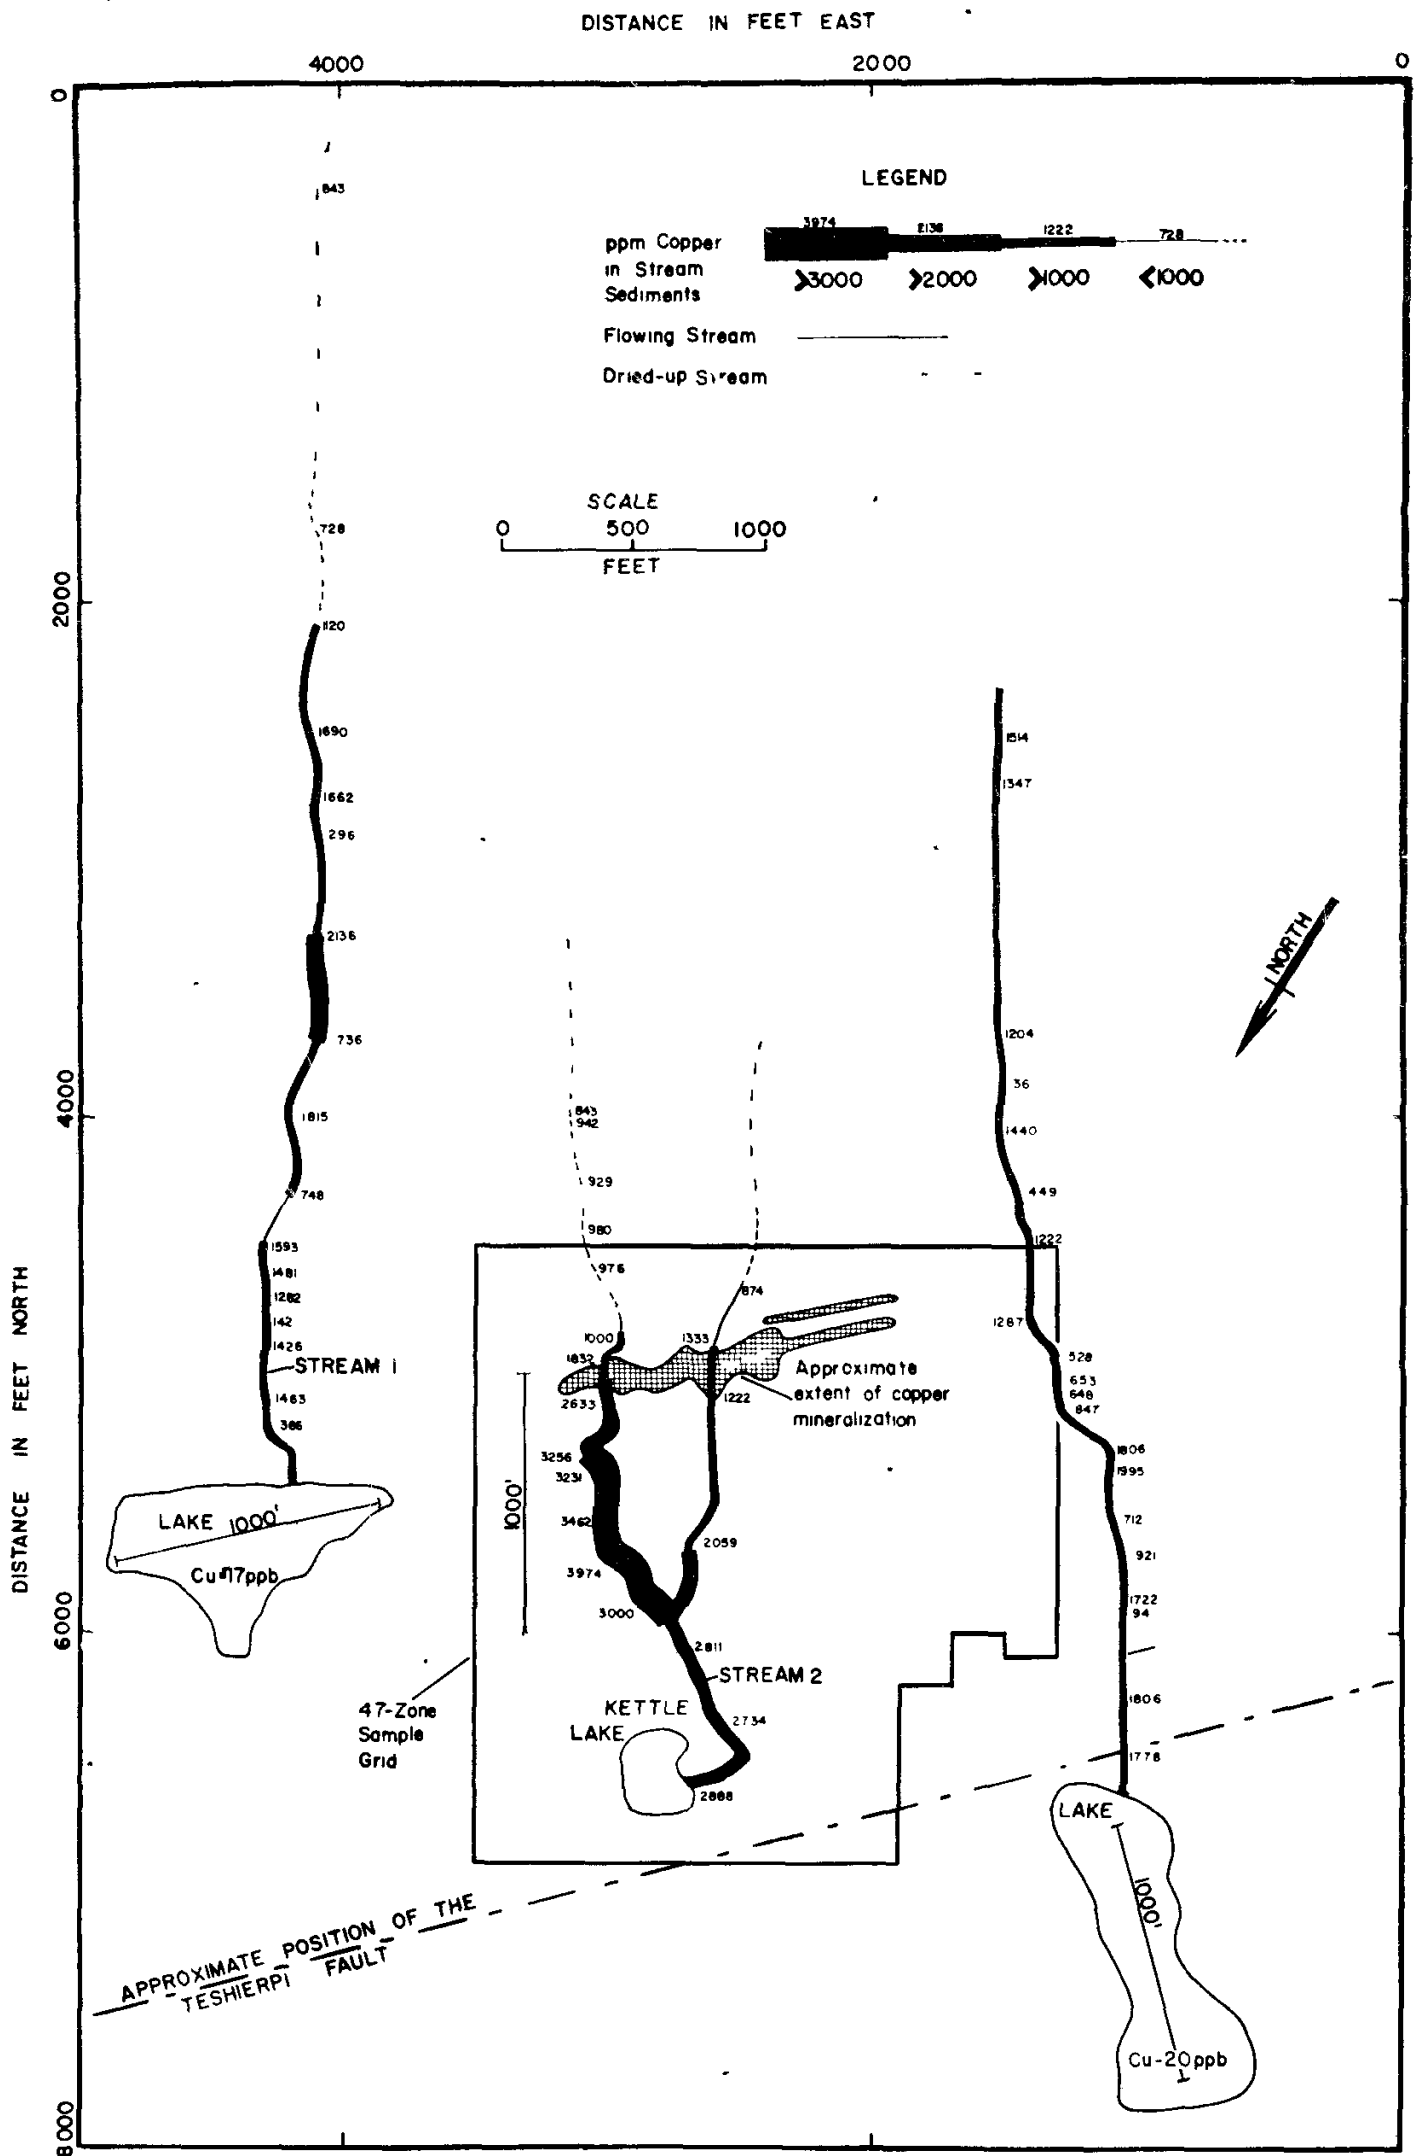 DISTANCE IN FEET EAST
4000 2000 0
0
2000
4000
6000
8000
DISTANCE IN FEET NORTH
LEGEND
3974 2136 1222 728
ppm Copper
in Stream
Sediments
>3000 >2000 >1000 <1000
Flowing Stream
Dried-up Stream
SCALE
0 500 1000
FEET
NORTH
843
728
1120
1690
1662
296
2136
736
1815
748
1593
1481
1282
142
1426
STREAM 1
1463
386
LAKE 1000'
Cu-17ppb
843
942
929
980
976
1000
1832
2633
3256
3231
3462
3974
3000
874
1333
1222
2059
2811
STREAM 2
2734
2888
Approximate
extent of copper
mineralization
1000'
KETTLE
LAKE
47-Zone
Sample
Grid
1514
1347
1204
36
1440
449
1222
1287
528
653
648
847
1806
1995
712
921
1722
94
1806
1778
LAKE
1000'
Cu-20ppb
APPROXIMATE POSITION OF THE
TESHIERPI FAULT